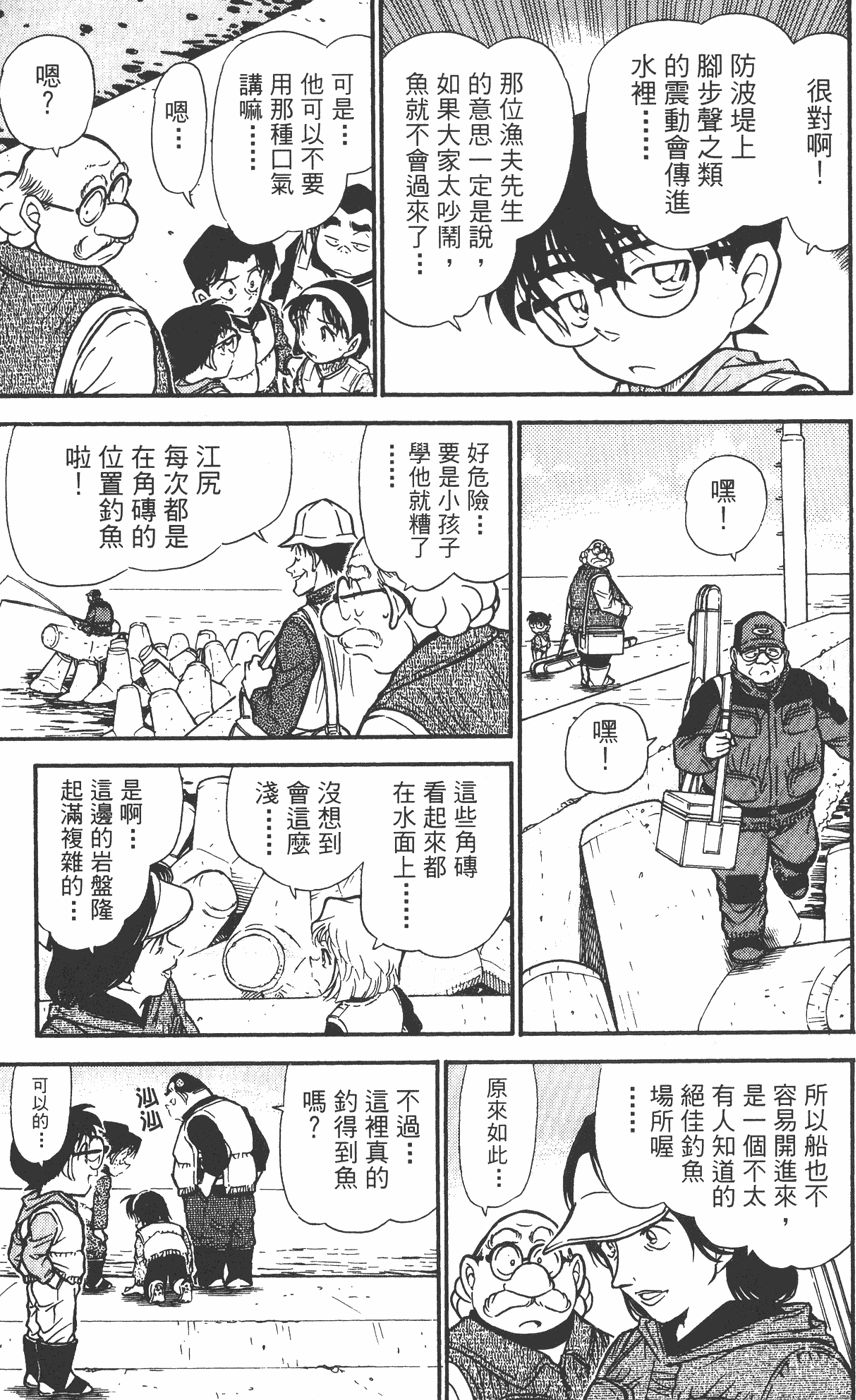 很對啊！
防波堤上
腳步聲之類
的震動會傳進
水裡……
那位漁夫先生
的意思一定是說，
如果大家太吵鬧，
魚就不會過來了…
可是…
他可以不要
用那種口氣
講嘛……
嗯…
嗯？
嘿！
嘿！
好危險…
要是小孩子
學他就糟了
……
江尻
每次都是
在角磚的
位置釣魚
啦！
這些角磚
看起來都
在水面上…
沒想到
會這麼
淺……
是啊…
這邊的岩盤隆
起滿複雜的…
所以船也不
容易開進來，
是一個不太
有人知道的
絕佳釣魚
場所喔
……
原來如此…
不過…
這裡真的
釣得到魚
嗎？
汕汕
可以的…